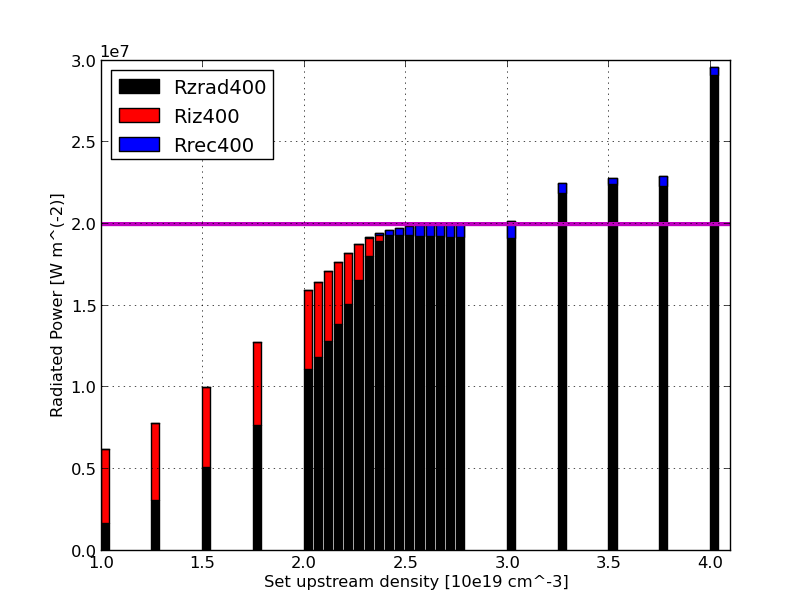 1e7
3.0
2.5
2.0
1.5
1.0
0.5
0.0
Radiated Power [W m^(-2)]
Rzrad400
Riz400
Rrec400
1.0 1.5 2.0 2.5 3.0 3.5 4.0
Set upstream density [10e19 cm^-3]